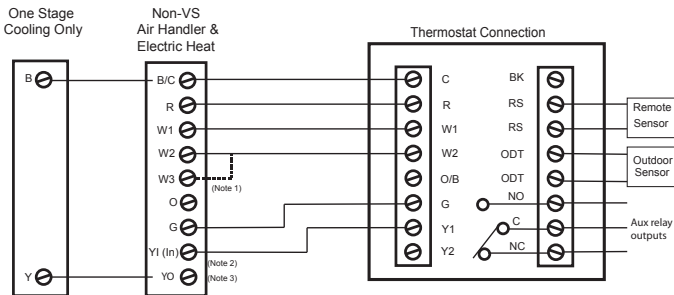 One Stage
Cooling Only
Non-VS
Air Handler &
Electric Heat
Thermostat Connection
B
Y
B/C
R
W1
W2
W3
(Note 1)
O
G
YI (In)
(Note 2)
YO
(Note 3)
C
R
W1
W2
O/B
G
Y1
Y2
BK
RS
RS
ODT
ODT
NO
C
NC
Remote
Sensor
Outdoor
Sensor
Aux relay
outputs